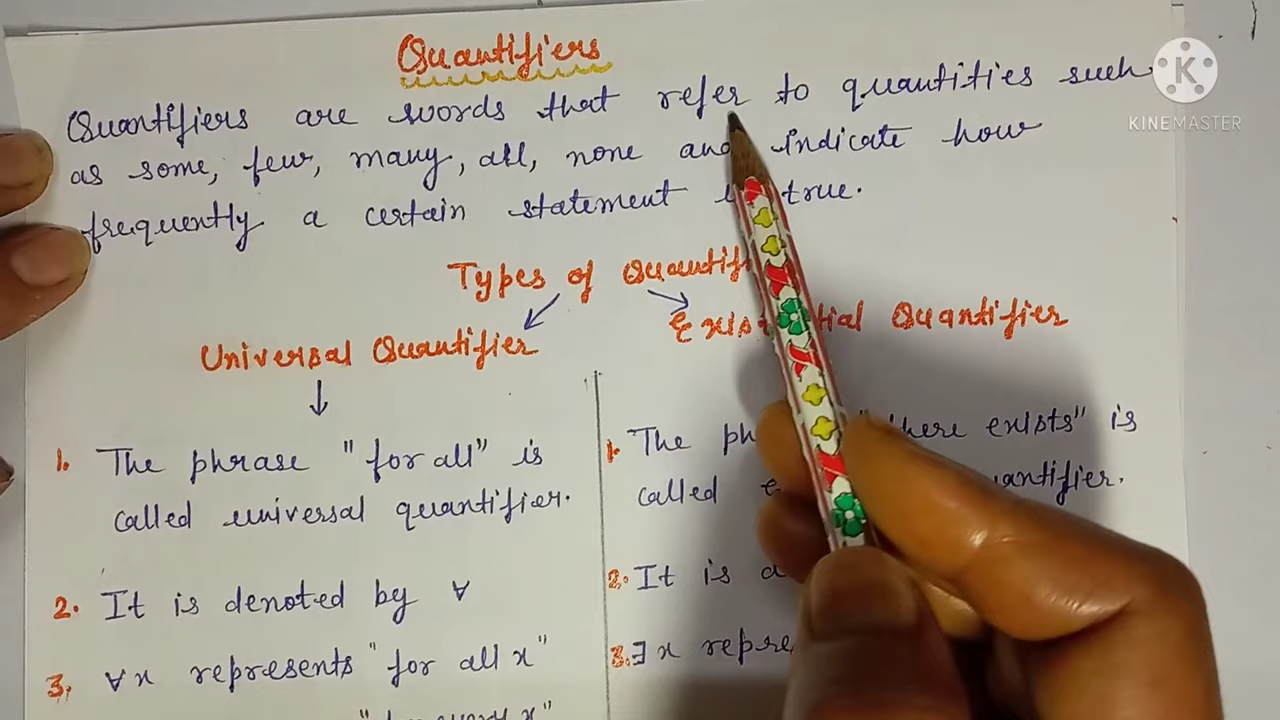 Quantifiers
Quantifiers are words that refer to quantities such
as some, few, many, all, none and indicate how
frequently a certain statement true.
Types of
Universal Quantifier
Quantifier
1. The phrase "for all" is
called universal quantifier.
2. It is denoted by ∀
3. ∀x represents "for all x"
1. The exists" is
called
2. It is
3. ∃x
K
KINEMASTER